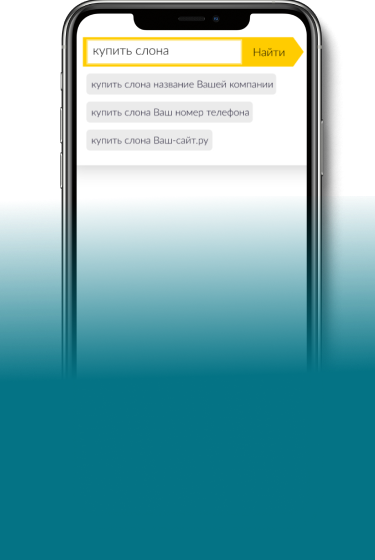 купить слона
Найти
купить слона название Вашей компании
купить слона Ваш номер телефона
купить слона Ваш-сайт.ру